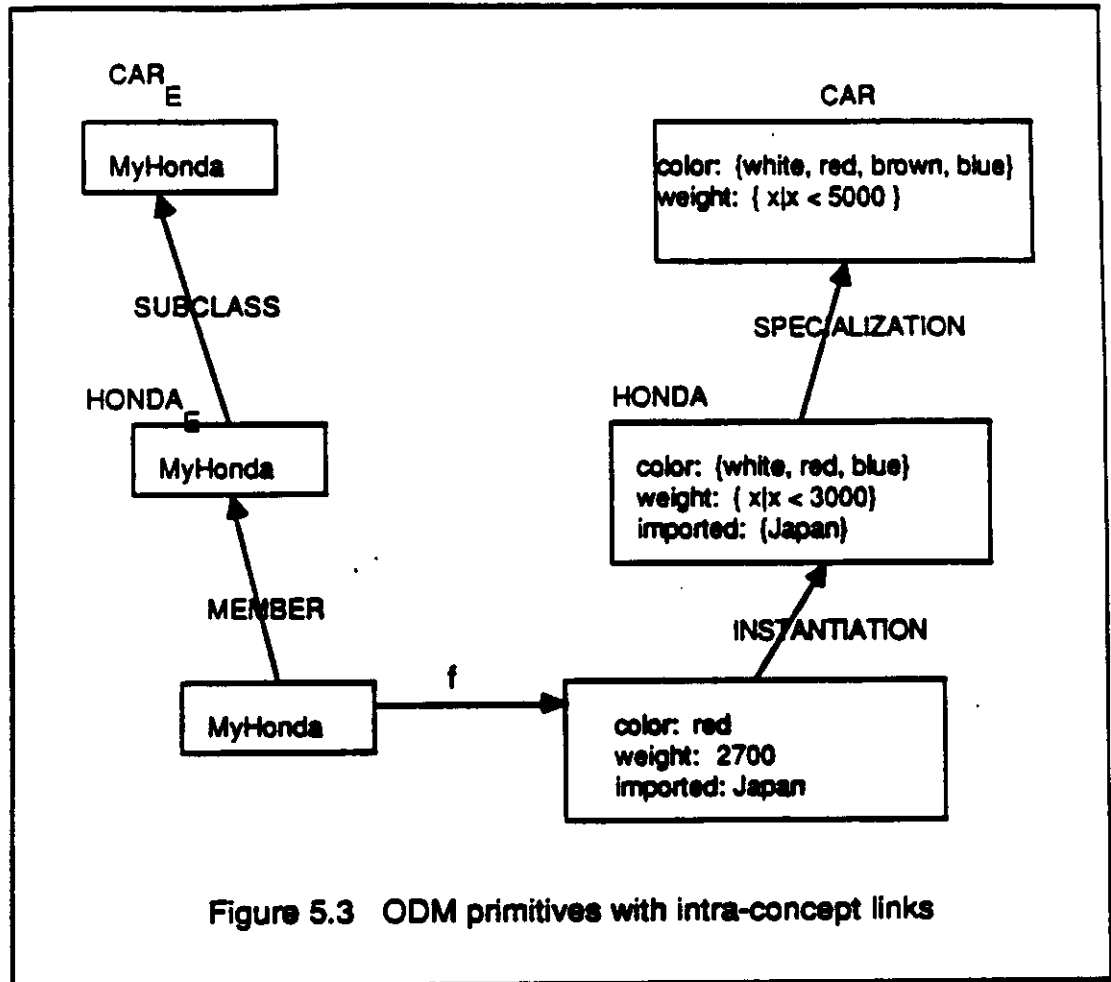 CAR
E
MyHonda
SUBCLASS
HONDA
E
MyHonda
MEMBER
MyHonda
f
CAR
color: {white, red, brown, blue}
weight: { x|x < 5000 }
SPECIALIZATION
HONDA
color: {white, red, blue}
weight: { x|x < 3000}
imported: {Japan}
INSTANTIATION
color: red
weight: 2700
imported: Japan
Figure 5.3 ODM primitives with intra-concept links